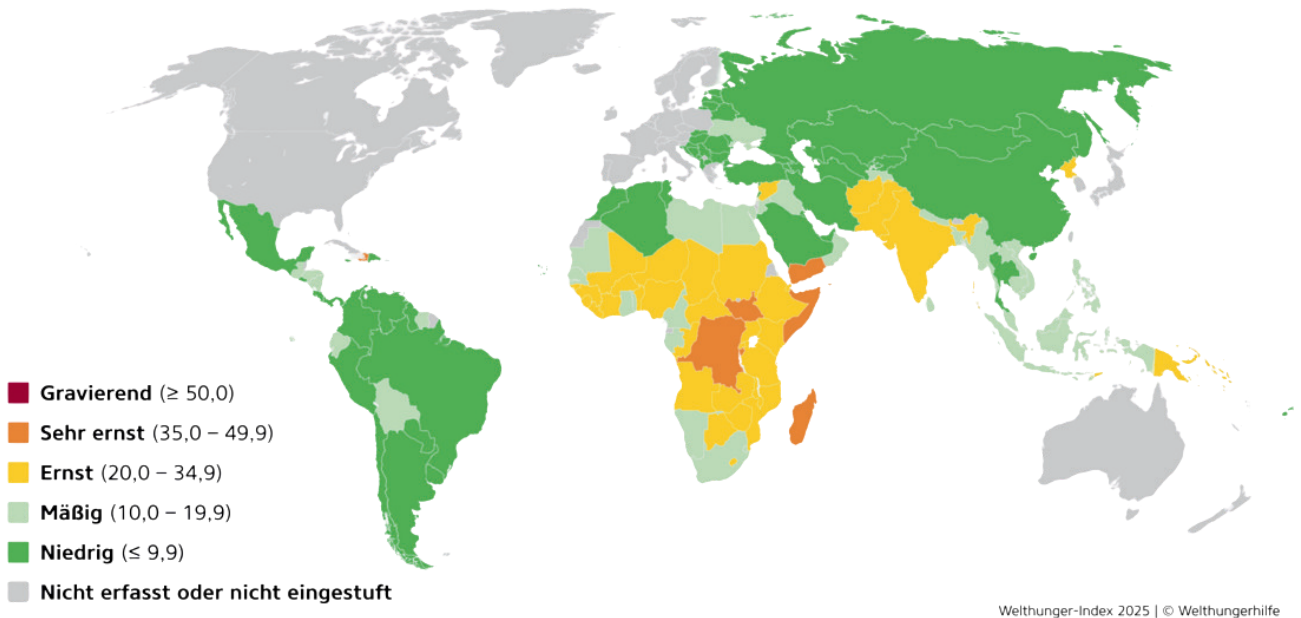 Gravierend (≥ 50,0)
Sehr ernst (35,0 – 49,9)
Ernst (20,0 – 34,9)
Mäßig (10,0 – 19,9)
Niedrig (≤ 9,9)
Nicht erfasst oder nicht eingestuft
Welthunger-Index 2025 | © Welthungerhilfe